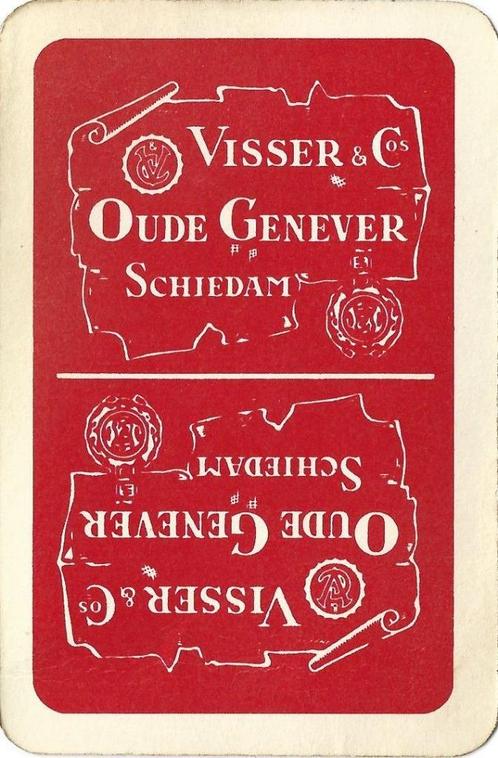 VISSER & Cos
OUDE GENEVER
SCHIEDAM
VISSER & Cos
OUDE GENEVER
SCHIEDAM